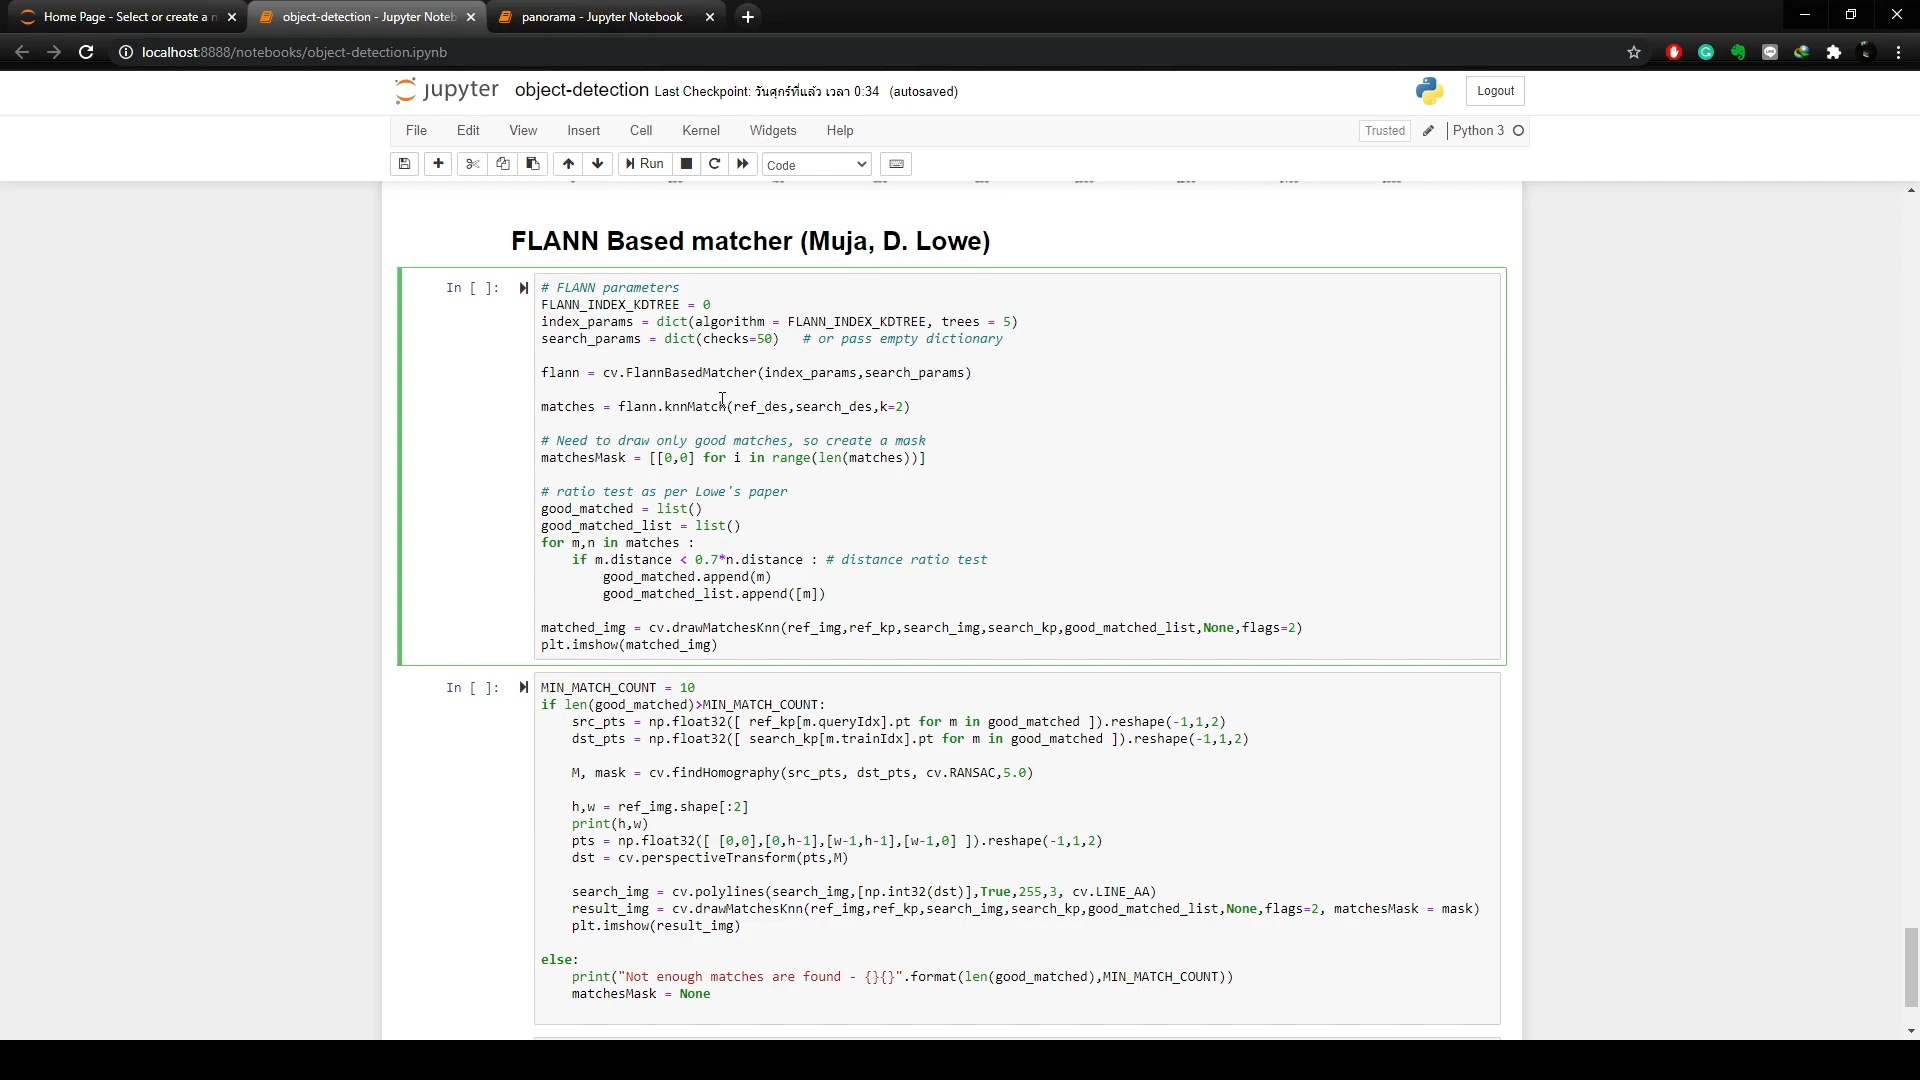 Home Page - Select or create a n
object-detection - Jupyter Noteb
panorama - Jupyter Notebook
localhost:8888/notebooks/object-detection.ipynb
jupyter object-detection Last Checkpoint: วันศุกร์ที่แล้ว เวลา 0:34 (autosaved)
Logout
File Edit View Insert Cell Kernel Widgets Help
Trusted Python 3
Run Code
FLANN Based matcher (Muja, D. Lowe)
In [ ]:
# FLANN parameters
FLANN_INDEX_KDTREE = 0
index_params = dict(algorithm = FLANN_INDEX_KDTREE, trees = 5)
search_params = dict(checks=50)   # or pass empty dictionary
flann = cv.FlannBasedMatcher(index_params,search_params)
matches = flann.knnMatch(ref_des,search_des,k=2)
# Need to draw only good matches, so create a mask
matchesMask = [[0,0] for i in range(len(matches))]
# ratio test as per Lowe's paper
good_matched = list()
good_matched_list = list()
for m,n in matches :
    if m.distance < 0.7*n.distance : # distance ratio test
        good_matched.append(m)
        good_matched_list.append([m])
matched_img = cv.drawMatchesKnn(ref_img,ref_kp,search_img,search_kp,good_matched_list,None,flags=2)
plt.imshow(matched_img)
In [ ]:
MIN_MATCH_COUNT = 10
if len(good_matched)>MIN_MATCH_COUNT:
    src_pts = np.float32([ ref_kp[m.queryIdx].pt for m in good_matched ]).reshape(-1,1,2)
    dst_pts = np.float32([ search_kp[m.trainIdx].pt for m in good_matched ]).reshape(-1,1,2)
    M, mask = cv.findHomography(src_pts, dst_pts, cv.RANSAC,5.0)
    h,w = ref_img.shape[:2]
    print(h,w)
    pts = np.float32([ [0,0],[0,h-1],[w-1,h-1],[w-1,0] ]).reshape(-1,1,2)
    dst = cv.perspectiveTransform(pts,M)
    search_img = cv.polylines(search_img,[np.int32(dst)],True,255,3, cv.LINE_AA)
    result_img = cv.drawMatchesKnn(ref_img,ref_kp,search_img,search_kp,good_matched_list,None,flags=2, matchesMask = mask)
    plt.imshow(result_img)
else:
    print("Not enough matches are found - {}{}".format(len(good_matched),MIN_MATCH_COUNT))
    matchesMask = None